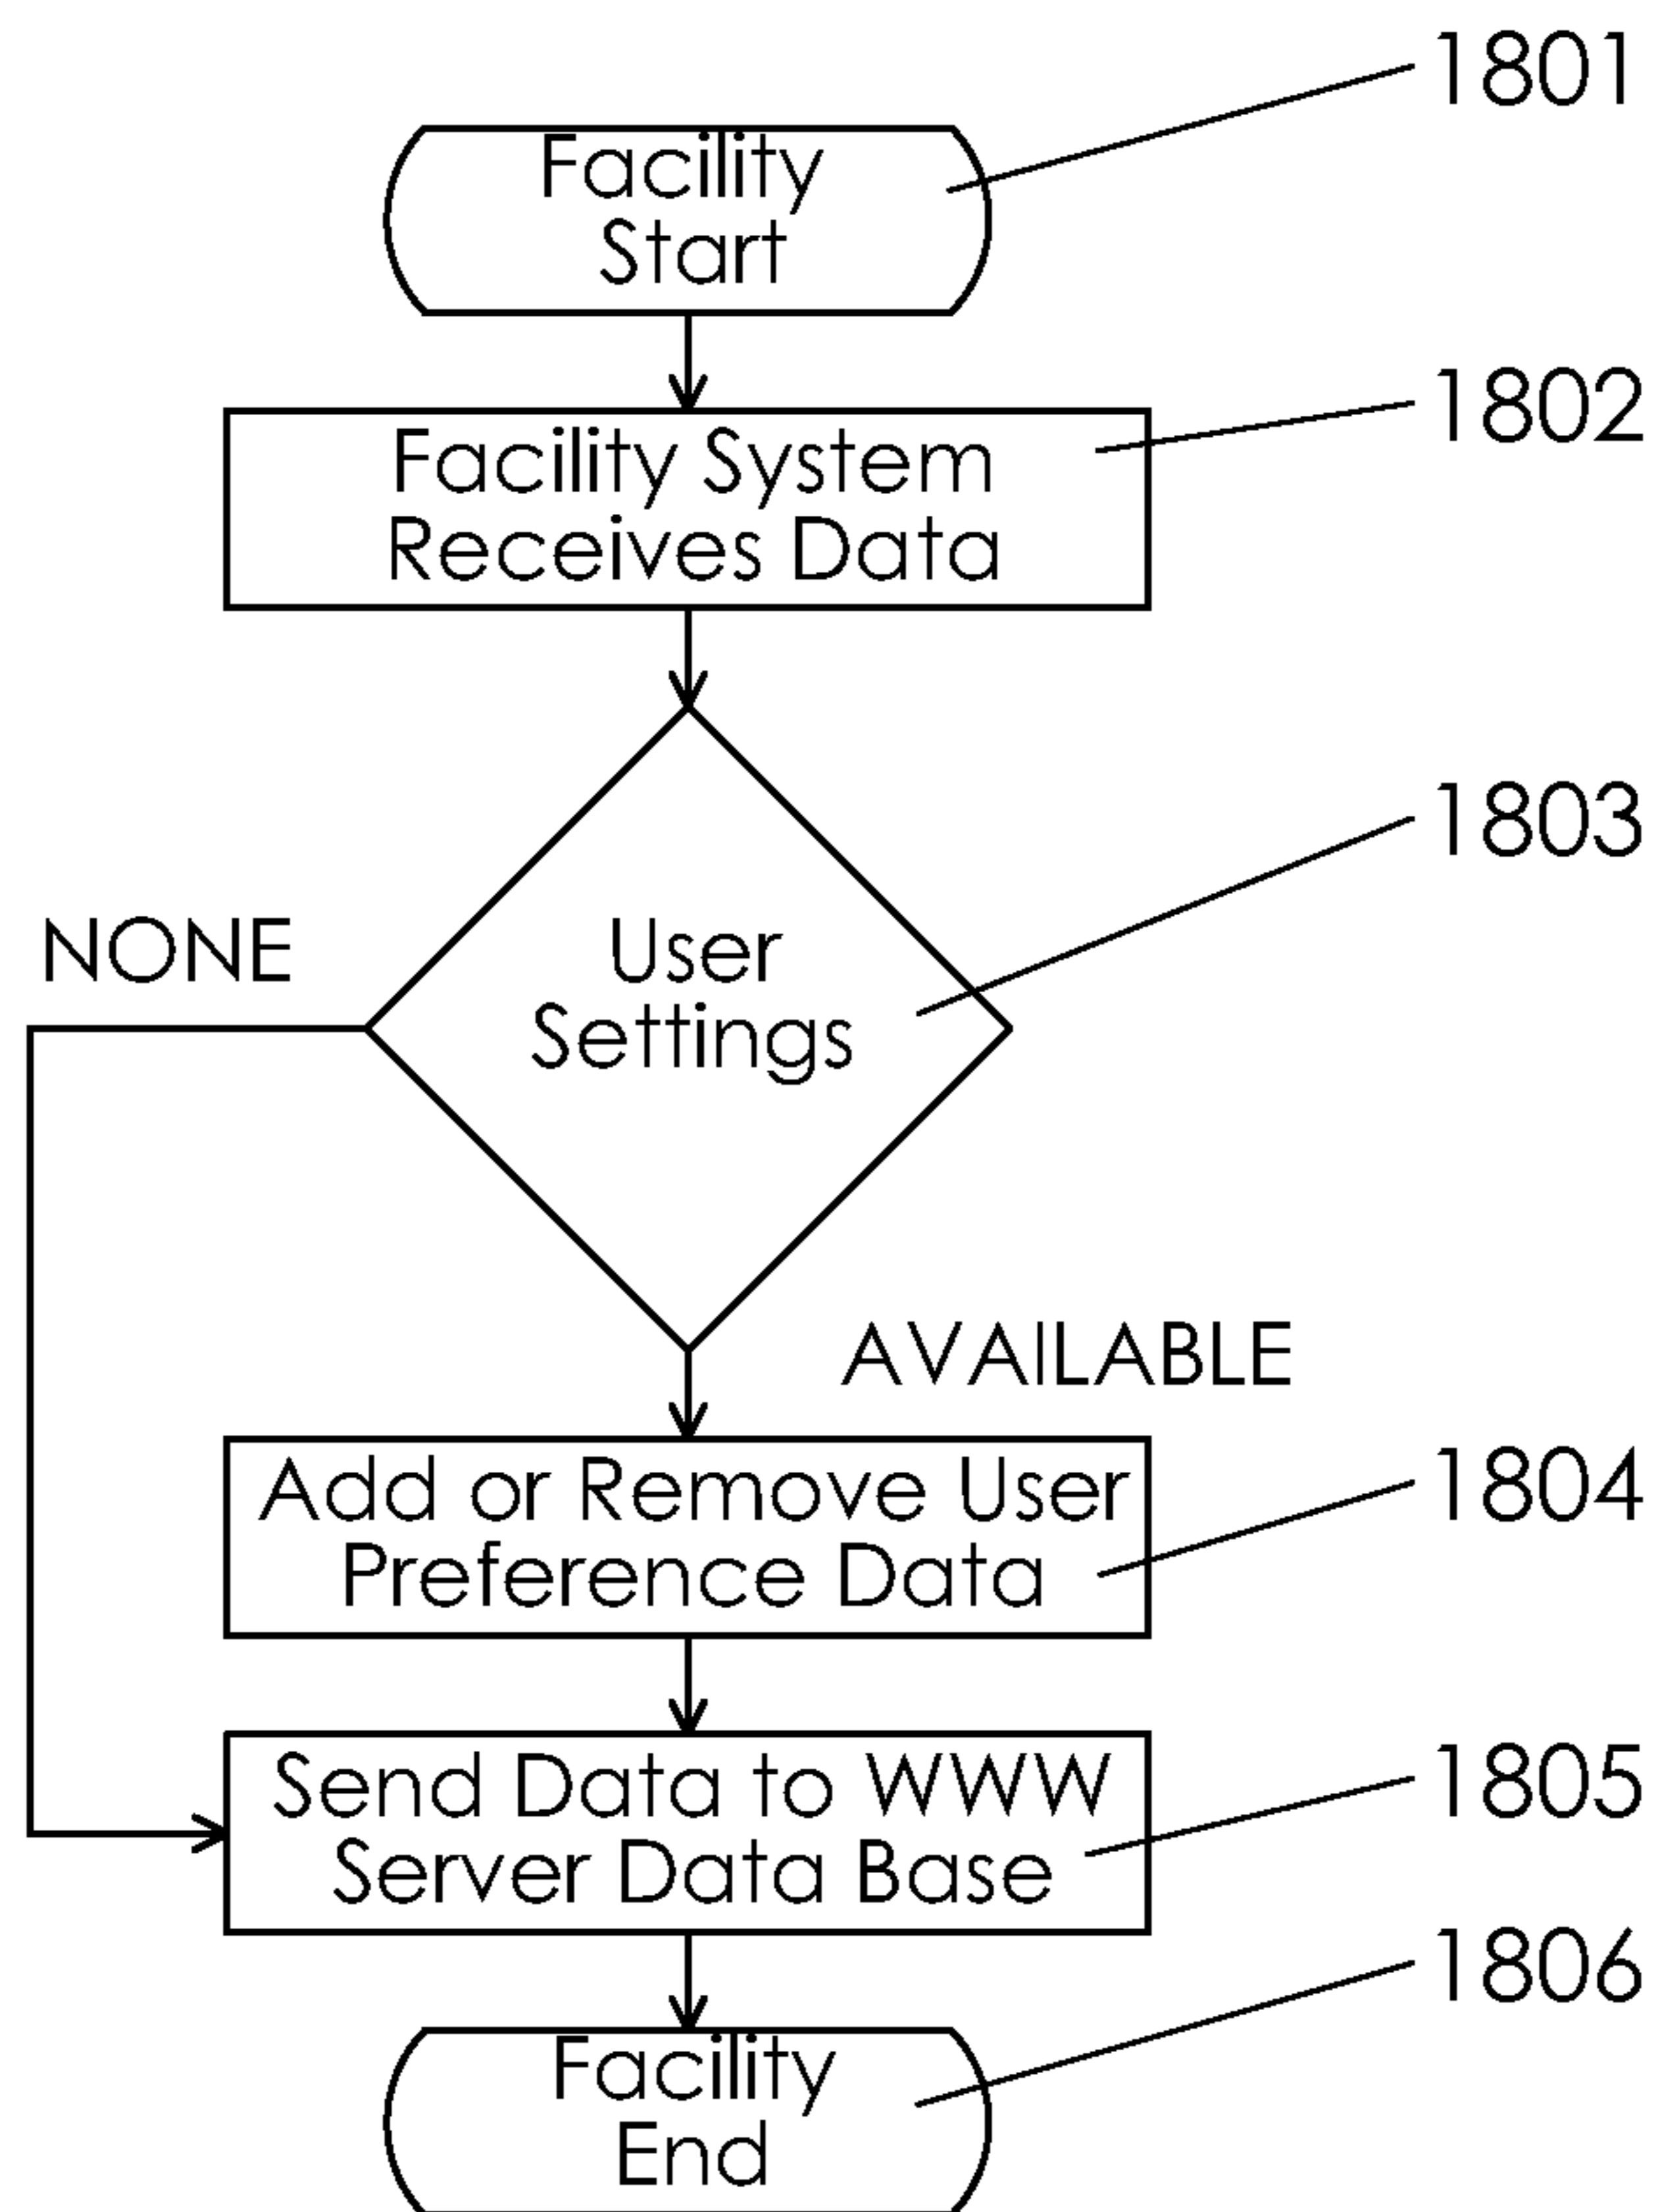 1801
Facility
Start
1802
Facility System
Receives Data
1803
NONE
User
Settings
AVAILABLE
1804
Add or Remove User
Preference Data
1805
Send Data to WWW
Server Data Base
1806
Facility
End